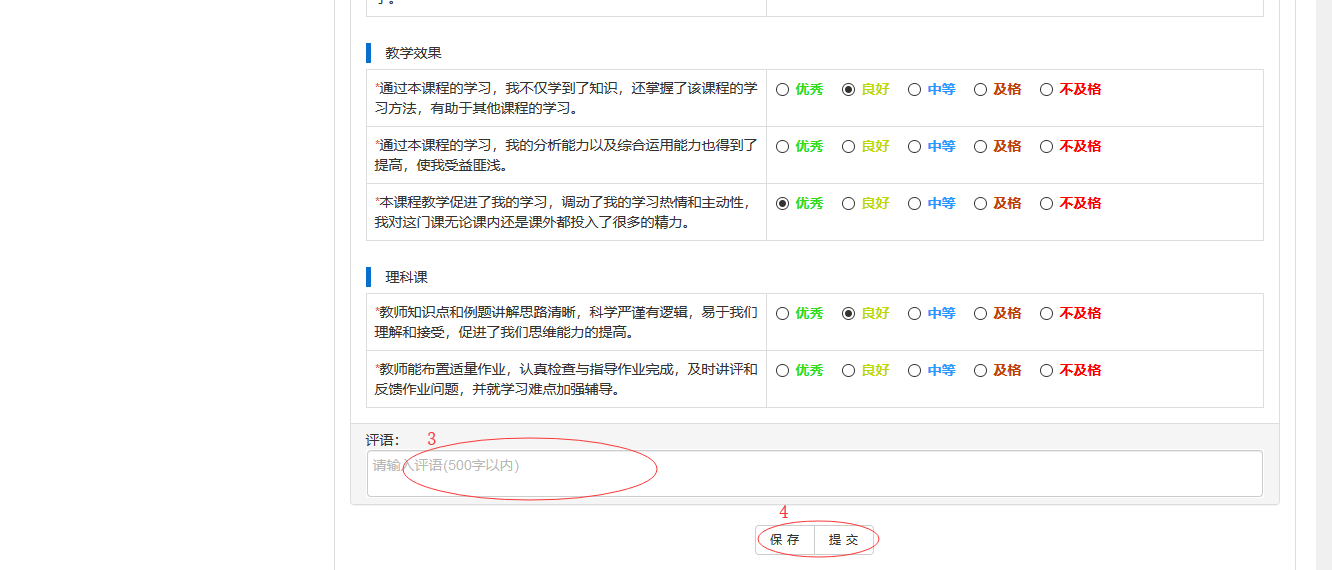 教学效果
*通过本课程的学习，我不仅学到了知识，还掌握了该课程的学 优秀 良好 中等 及格 不及格
习方法，有助于其他课程的学习。
*通过本课程的学习，我的分析能力以及综合运用能力也得到了 优秀 良好 中等 及格 不及格
提高，使我受益匪浅。
*本课程教学促进了我的学习，调动了我的学习热情和主动性， 优秀 良好 中等 及格 不及格
我对这门课无论课内还是课外都投入了很多的精力。
理科课
*教师知识点和例题讲解思路清晰，科学严谨有逻辑，易于我们 优秀 良好 中等 及格 不及格
理解和接受，促进了我们思维能力的提高。
*教师能布置适量作业，认真检查与指导作业完成，及时讲评和 优秀 良好 中等 及格 不及格
反馈作业问题，并就学习难点加强辅导。
评语： 3
请输入评语(500字以内)
4
保 存 提 交